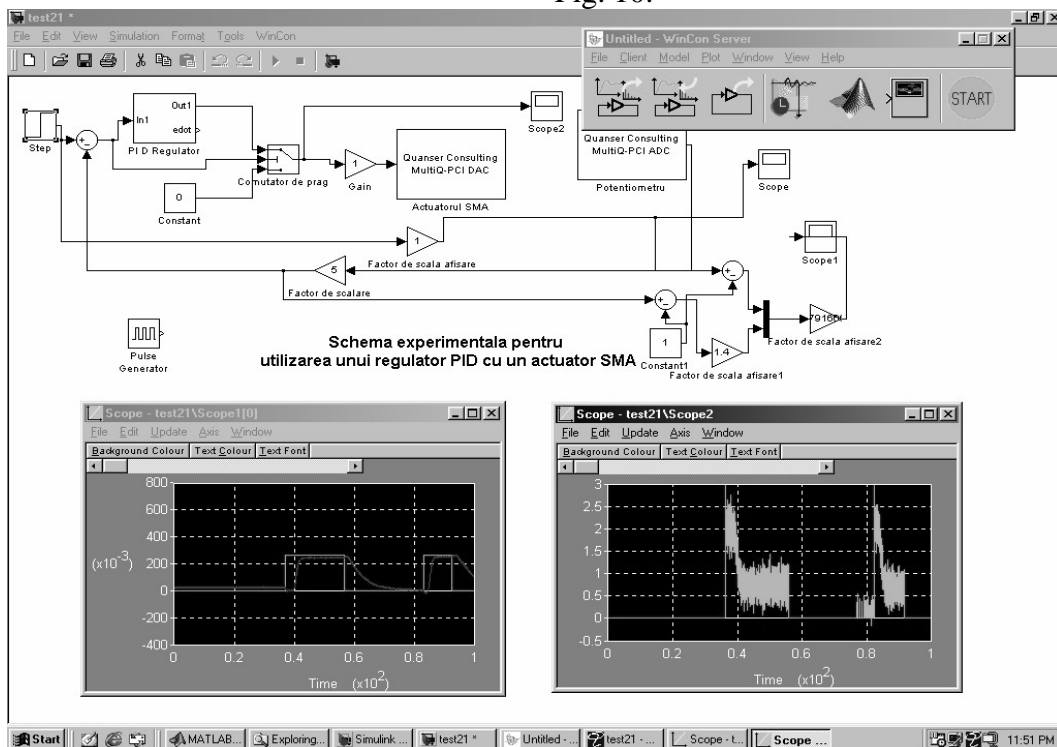 Fig. 10.
test21 *
File Edit View Simulation Format Tools WinCon
Untitled - WinCon Server
File Client Model Plot Window View Help
START
Step
In1
Out1
edot
PI D Regulator
Comutator de prag
0
Constant
1
Gain
Quanser Consulting
MultiQ-PCI DAC
Actuatorul SMA
Scope2
Quanser Consulting
MultiQ-PCI ADC
Potentiometru
Scope
Scope1
1
Factor de scala afisare
5
Factor de scalare
Pulse
Generator
Schema experimentala pentru
utilizarea unui regulator PID cu un actuator SMA
1
Constant1
1.4
Factor de scala afisare1
Factor de scala afisare2
Scope - test21\Scope1[0]
File Edit Update Axis Window
Background Colour Text Colour Text Font
800
600
400
(x10-3) 200
0
-200
-400
0 0.2 0.4 0.6 0.8 1
Time (x102)
Scope - test21\Scope2
File Edit Update Axis Window
Background Colour Text Colour Text Font
3
2.5
2
1.5
1
0.5
0
-0.5
0 0.2 0.4 0.6 0.8 1
Time (x102)
Start MATLAB... Exploring... Simulink ... test21 * Untitled - ... test21 - ... Scope - t... Scope ... 11:51 PM